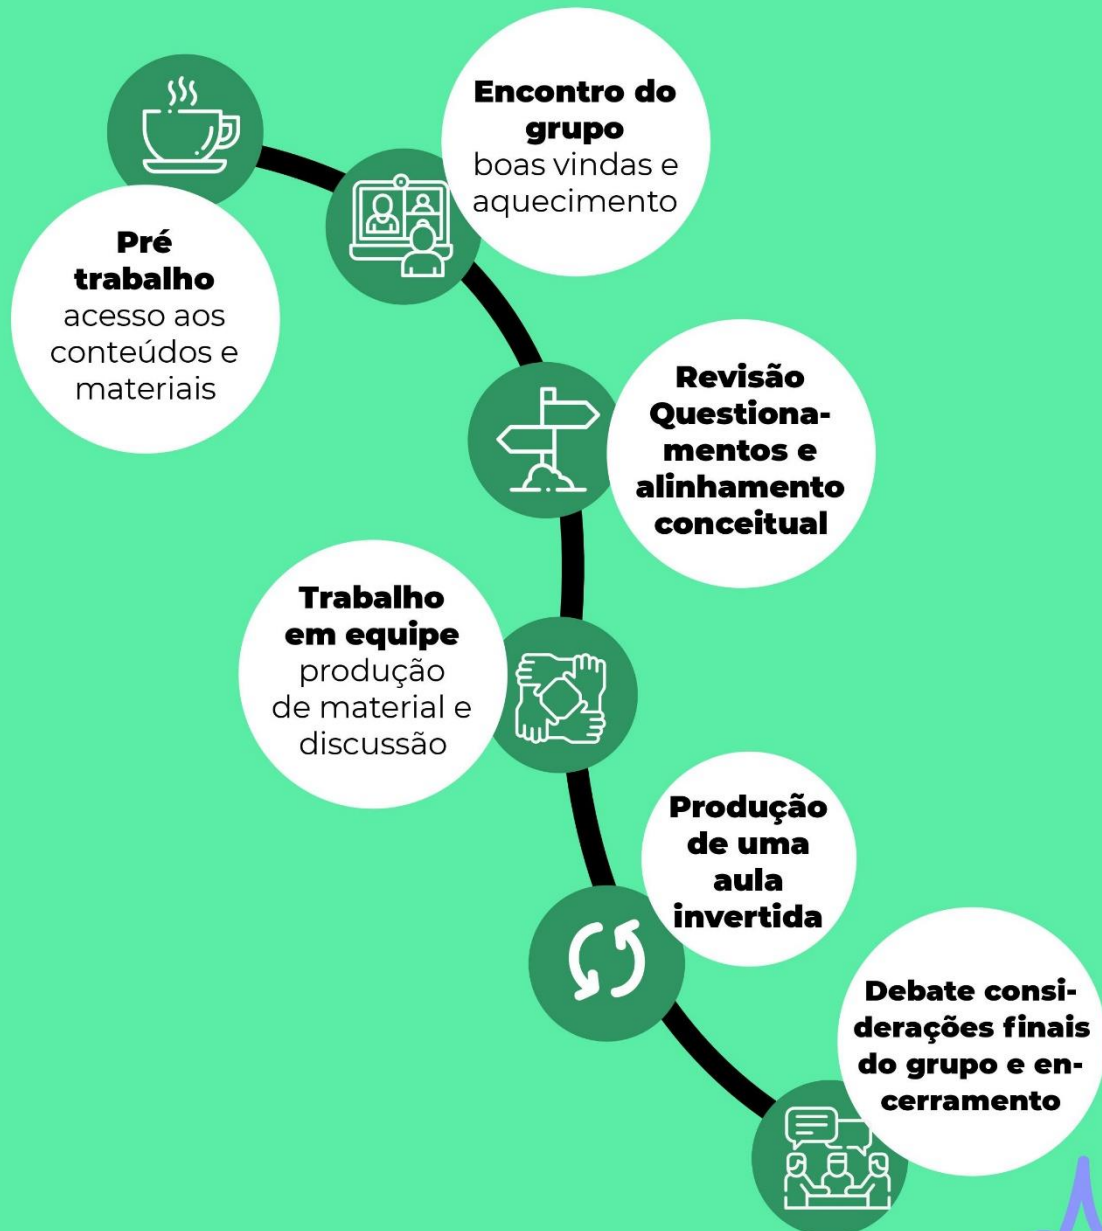 Pré
trabalho
acesso aos
conteúdos e
materiais
Encontro do
grupo
boas vindas e
aquecimento
Revisão
Questiona-
mentos e
alinhamento
conceitual
Trabalho
em equipe
produção
de material e
discussão
Produção
de uma
aula
invertida
Debate consi-
derações finais
do grupo e en-
cerramento